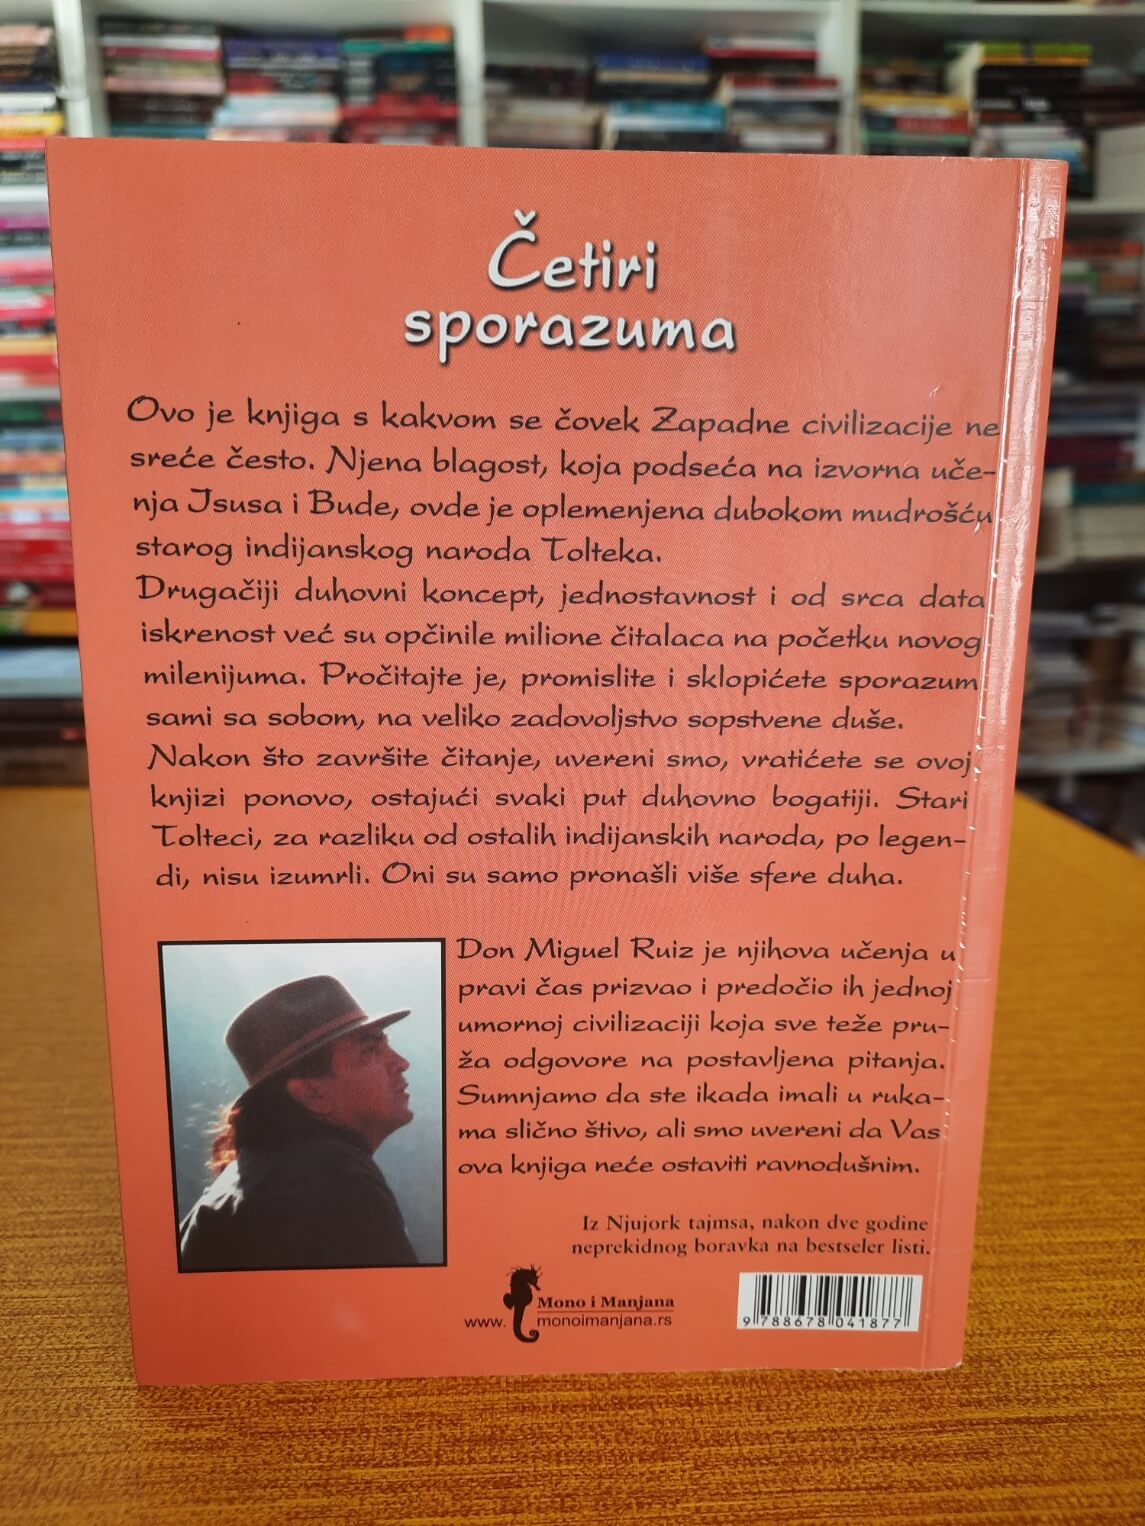 Četiri
sporazuma
Ovo je knjiga s kakvom se čovek Zapadne civilizacije ne
sreće često. Njena blagost, koja podseća na izvorna uče-
nja Isusa i Bude, ovde je oplemenjena dubokom mudrošću
starog indijanskog naroda Tolteka.
Drugačiji duhovni koncept, jednostavnost i od srca data
iskrenost već su opčinile milione čitalaca na početku novog
milenijuma. Pročitajte je, promislite i sklopićete sporazum
sami sa sobom, na veliko zadovoljstvo sopstvene duše.
Nakon što završite čitanje, uvereni smo, vratićete se ovoj
knjizi ponovo, ostajući svaki put duhovno bogatiji. Stari
Tolteci, za razliku od ostalih indijanskih naroda, po legen-
di, nisu izumrli. Oni su samo pronašli više sfere duha.
Don Miguel Ruiz je njihova učenja u
pravi čas prizvao i predočio ih jednoj
umornoj civilizaciji koja sve teže pru-
ža odgovore na postavljena pitanja.
Sumnjamo da ste ikada imali u ruka-
ma slično štivo, ali smo uvereni da Vas
ova knjiga neće ostaviti ravnodušnim.
Iz Njujork tajmsa, nakon dve godine
neprekidnog boravka na bestseler listi.
Mono i Manjana
www.monoimanjana.rs
9 788678 041877